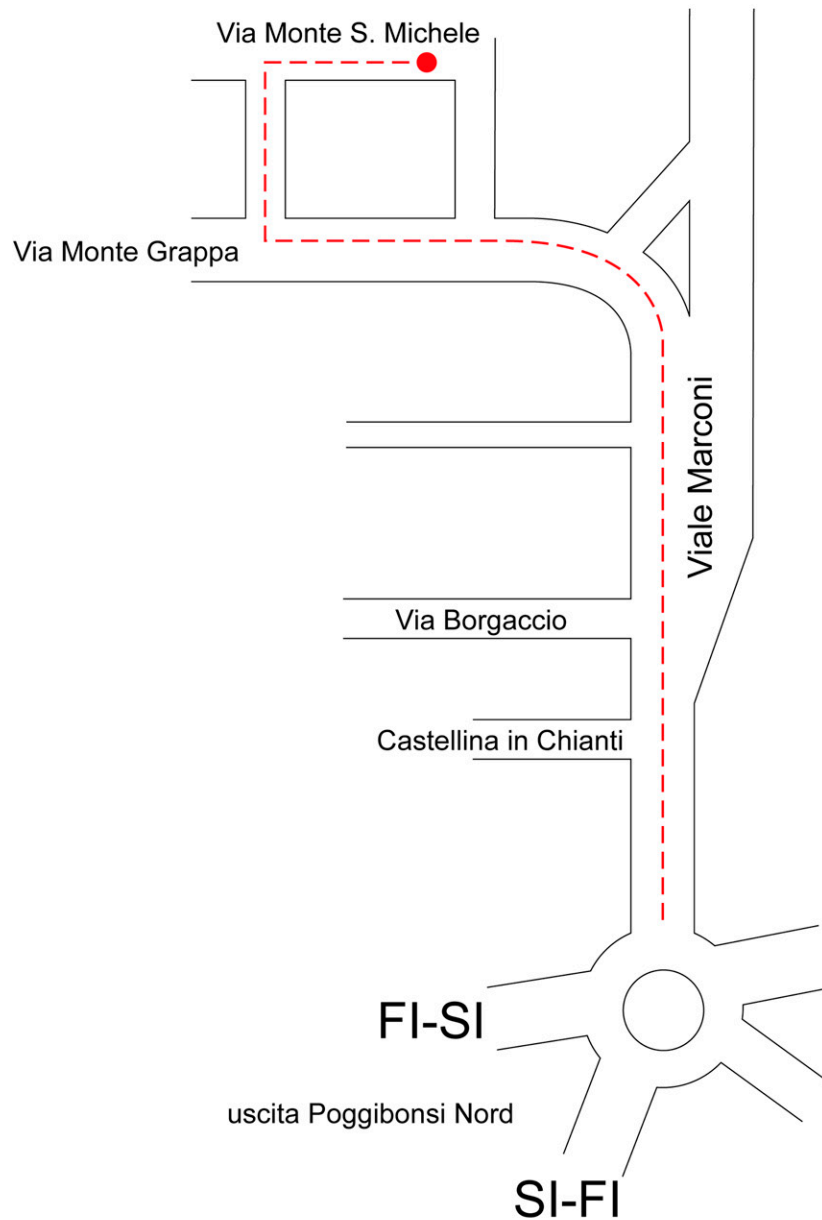 Via Monte S. Michele
Via Monte Grappa
Viale Marconi
Via Borgaccio
Castellina in Chianti
FI-SI
uscita Poggibonsi Nord
SI-FI